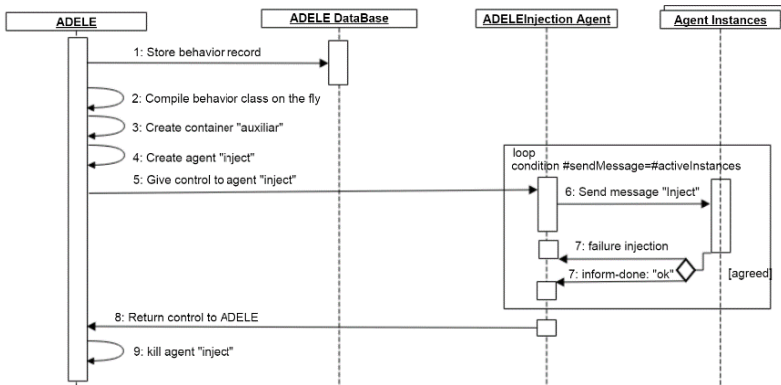 ADELE
ADELE DataBase
ADELEInjection Agent
Agent Instances
1: Store behavior record
2: Compile behavior class on the fly
3: Create container "auxiliar"
4: Create agent "inject"
5: Give control to agent "inject"
loop
condition #sendMessage=#activeInstances
6: Send message "Inject"
7: failure injection
7: inform-done: "ok"
[agreed]
8: Return control to ADELE
9: kill agent "inject"